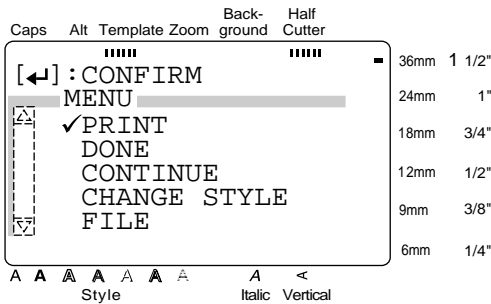 Back- Half
Caps Alt Template Zoom ground Cutter
[↵]:CONFIRM
MENU
✓PRINT
DONE
CONTINUE
CHANGE STYLE
FILE
36mm 1 1/2"
24mm 1"
18mm 3/4"
12mm 1/2"
9mm 3/8"
6mm 1/4"
A A A A A A A A A
Style Italic Vertical